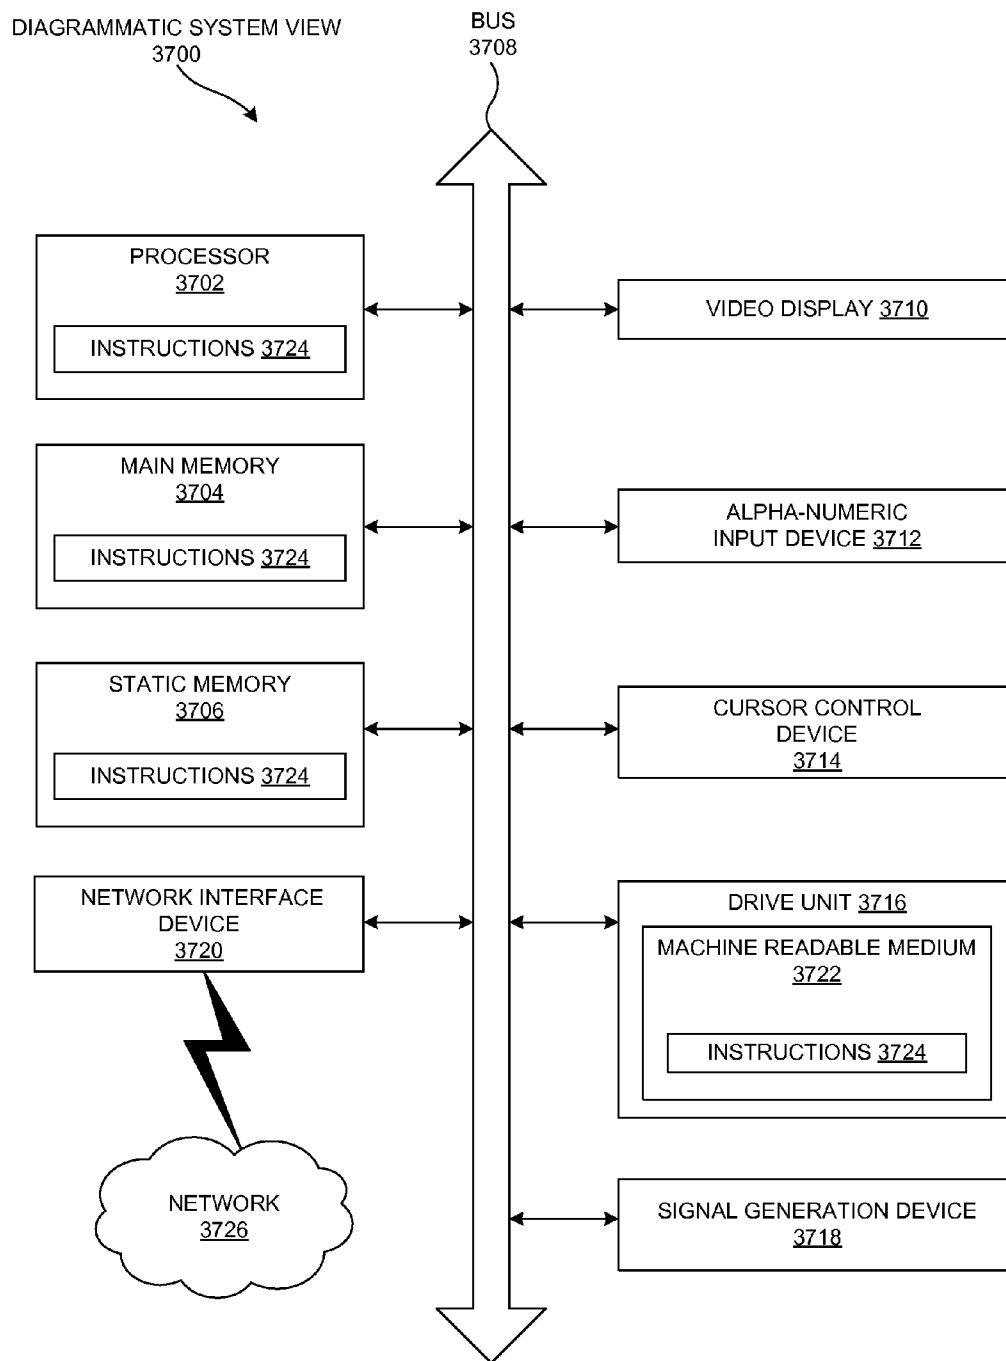 DIAGRAMMATIC SYSTEM VIEW
3700
BUS
3708
PROCESSOR
3702
INSTRUCTIONS 3724
MAIN MEMORY
3704
INSTRUCTIONS 3724
STATIC MEMORY
3706
INSTRUCTIONS 3724
NETWORK INTERFACE
DEVICE
3720
NETWORK
3726
VIDEO DISPLAY 3710
ALPHA-NUMERIC
INPUT DEVICE 3712
CURSOR CONTROL
DEVICE
3714
DRIVE UNIT 3716
MACHINE READABLE MEDIUM
3722
INSTRUCTIONS 3724
SIGNAL GENERATION DEVICE
3718